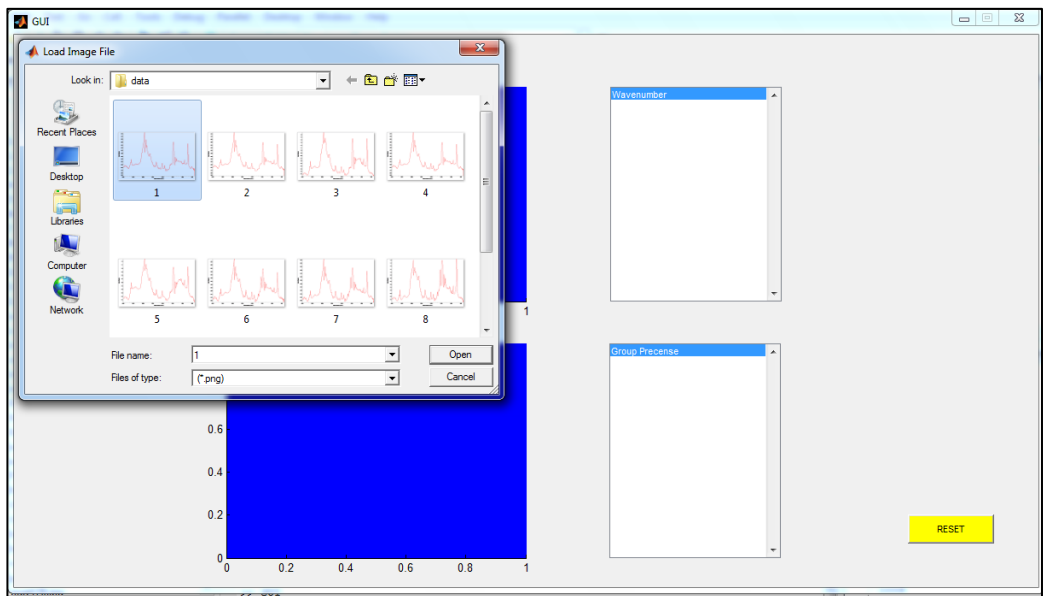 GUI
Load Image File
Look in: data
Recent Places
Desktop
Libraries
Computer
Network
1 2 3 4
5 6 7 8
File name: 1 Open
Files of type: (*.png) Cancel
Wavenumber
1
Group Precense
0.6
0.4
0.2
0
0 0.2 0.4 0.6 0.8 1
RESET